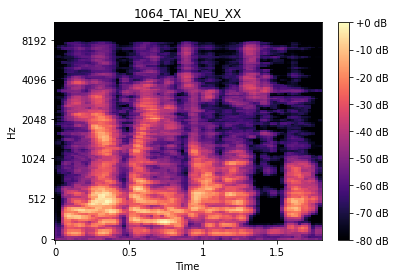 1064_TAI_NEU_XX
+0 dB
8192
-10 dB
4096
-20 dB
-30 dB
2048
Hz
-40 dB
1024
-50 dB
512
-60 dB
-70 dB
0
-80 dB
0
0.5
1
1.5
Time